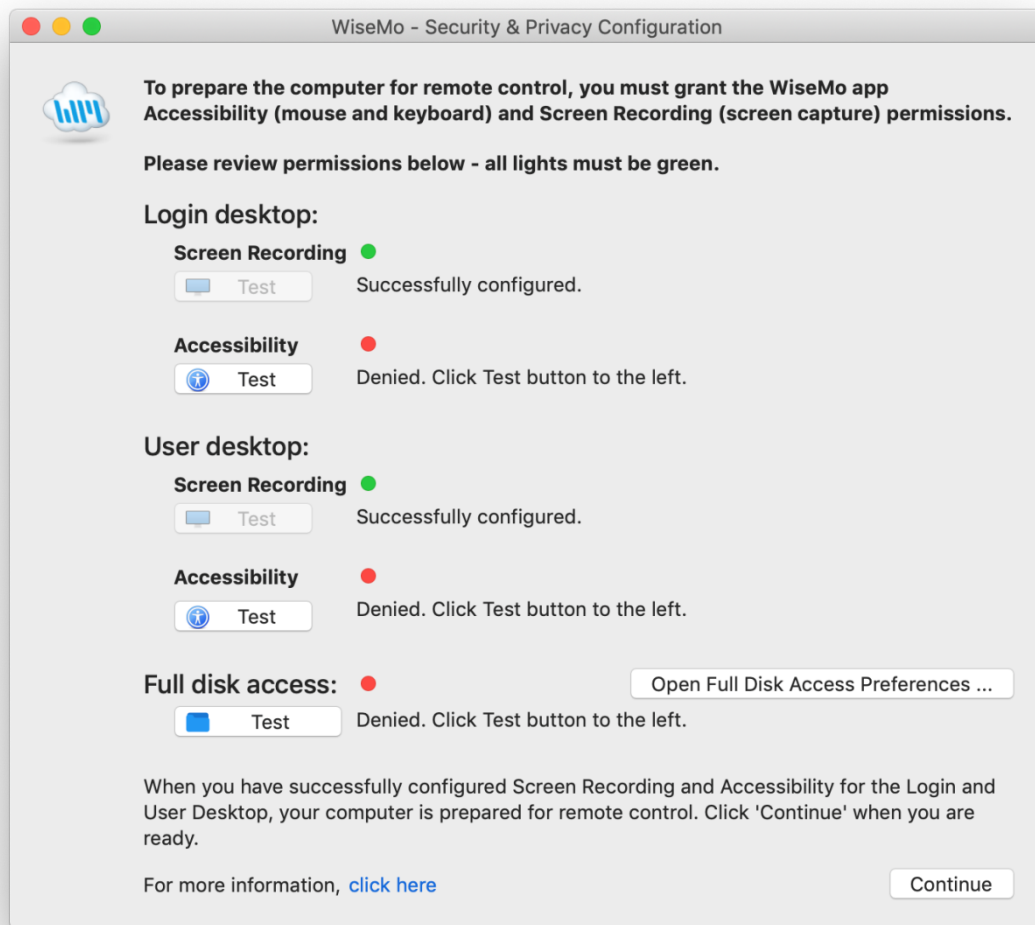 WiseMo - Security & Privacy Configuration
To prepare the computer for remote control, you must grant the WiseMo app
Accessibility (mouse and keyboard) and Screen Recording (screen capture) permissions.
Please review permissions below - all lights must be green.
Login desktop:
Screen Recording
Test
Successfully configured.
Accessibility
Test
Denied. Click Test button to the left.
User desktop:
Screen Recording
Test
Successfully configured.
Accessibility
Test
Denied. Click Test button to the left.
Full disk access:
Open Full Disk Access Preferences ...
Test
Denied. Click Test button to the left.
When you have successfully configured Screen Recording and Accessibility for the Login and
User Desktop, your computer is prepared for remote control. Click 'Continue' when you are
ready.
For more information, click here
Continue